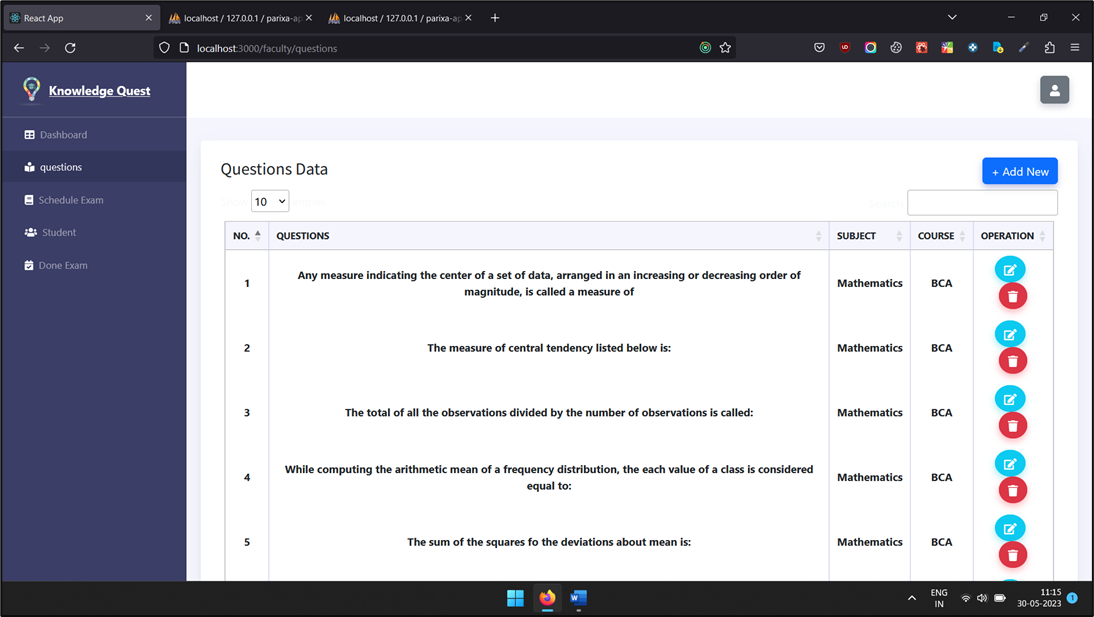 React App
localhost / 127.0.0.1 / parixa-ap
localhost / 127.0.0.1 / parixa-ap
localhost:3000/faculty/questions
Knowledge Quest
Dashboard
questions
Schedule Exam
Student
Done Exam
Questions Data
+ Add New
Show 10 entries
Search:
NO. QUESTIONS SUBJECT COURSE OPERATION
1 Any measure indicating the center of a set of data, arranged in an increasing or decreasing order of
magnitude, is called a measure of Mathematics BCA
2 The measure of central tendency listed below is: Mathematics BCA
3 The total of all the observations divided by the number of observations is called: Mathematics BCA
4 While computing the arithmetic mean of a frequency distribution, the each value of a class is considered
equal to: Mathematics BCA
5 The sum of the squares fo the deviations about mean is: Mathematics BCA
ENG
IN
11:15
30-05-2023
1